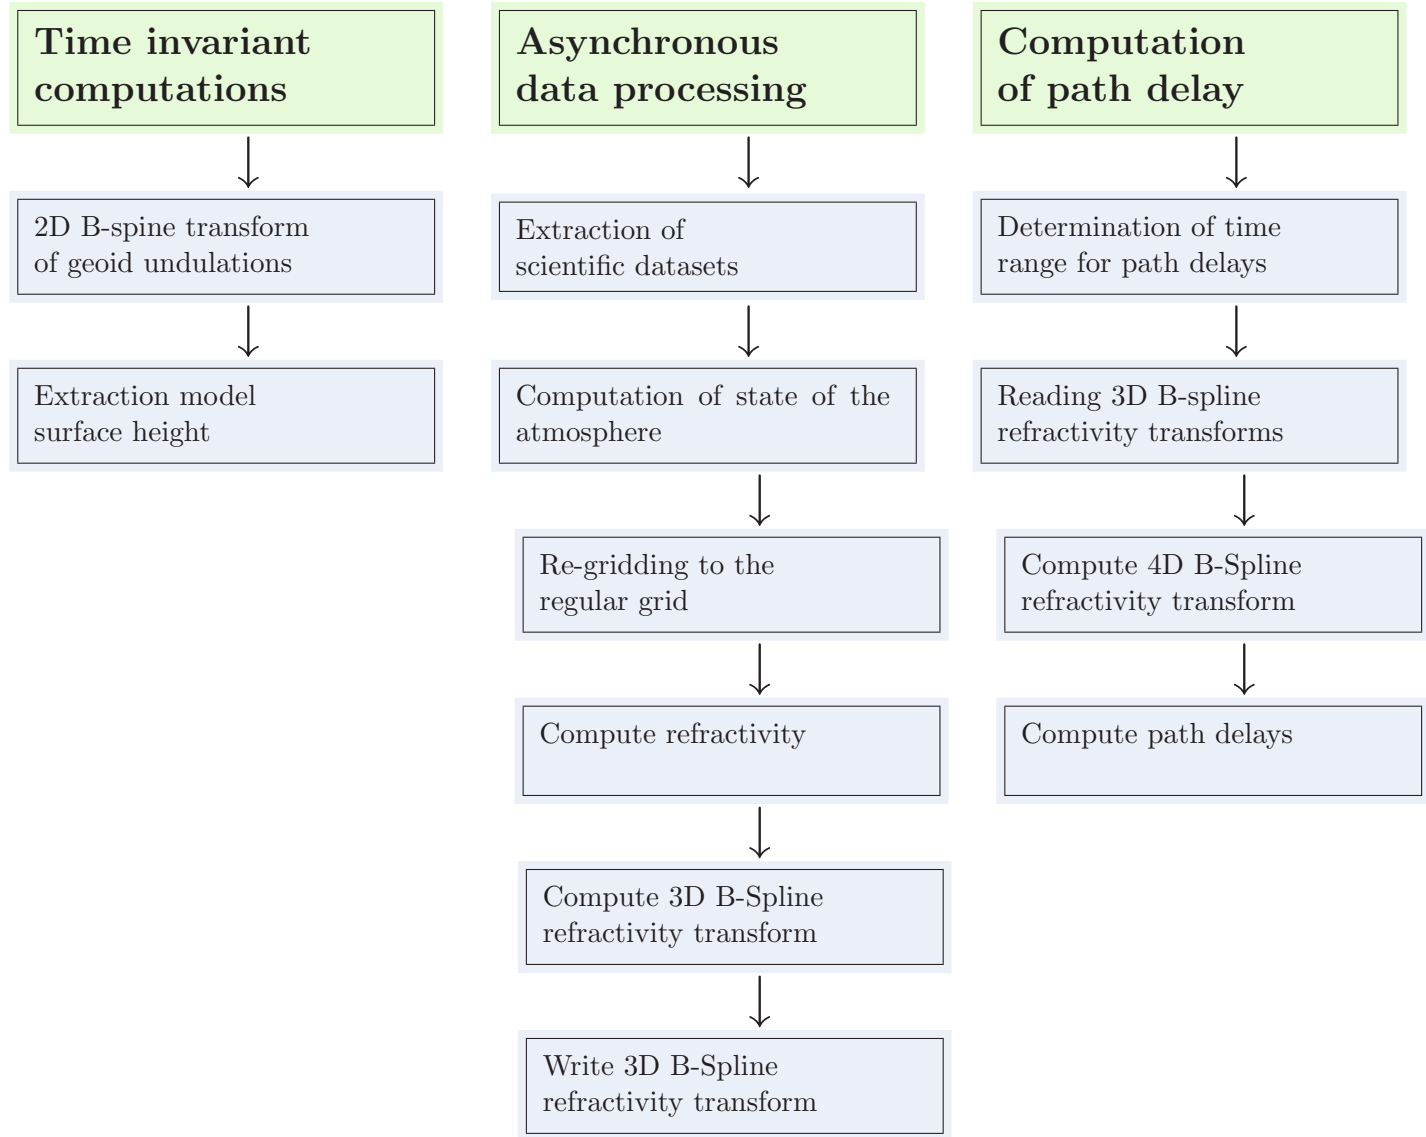 Time invariant
computations
2D B-spine transform
of geoid undulations
Extraction model
surface height
Asynchronous
data processing
Extraction of
scientific datasets
Computation of state of the
atmosphere
Re-gridding to the
regular grid
Compute refractivity
Compute 3D B-Spline
refractivity transform
Write 3D B-Spline
refractivity transform
Computation
of path delay
Determination of time
range for path delays
Reading 3D B-spline
refractivity transforms
Compute 4D B-Spline
refractivity transform
Compute path delays